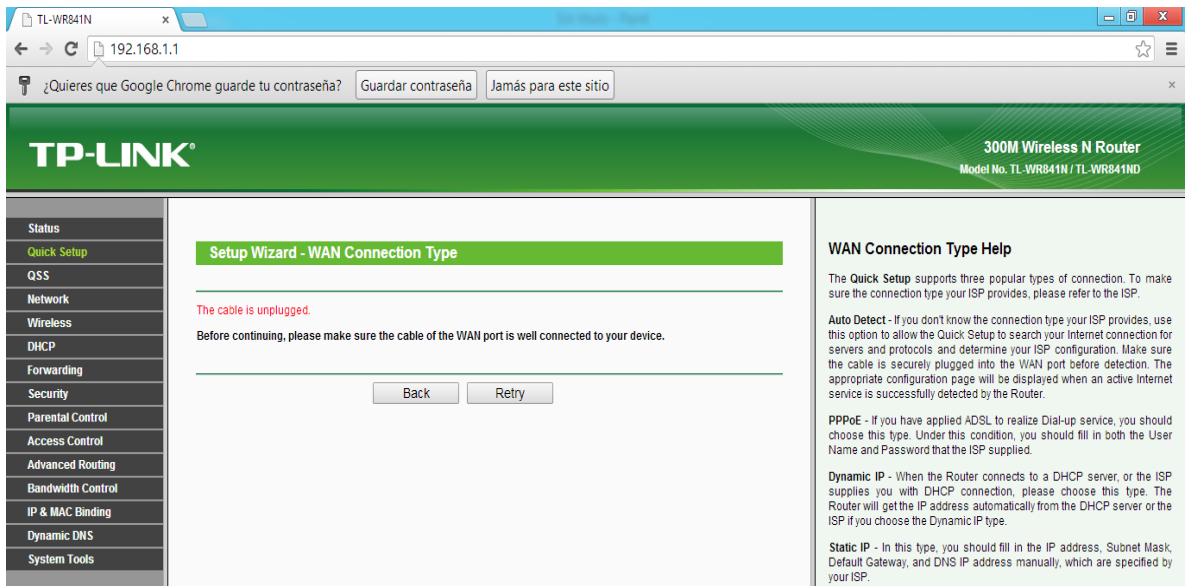 TL-WR841N
192.168.1.1
¿Quieres que Google Chrome guarde tu contraseña? Guardar contraseña Jamás para este sitio
TP-LINK®
300M Wireless N Router
Model No. TL-WR841N / TL-WR841ND
Status
Quick Setup
QSS
Network
Wireless
DHCP
Forwarding
Security
Parental Control
Access Control
Advanced Routing
Bandwidth Control
IP & MAC Binding
Dynamic DNS
System Tools
Setup Wizard - WAN Connection Type
The cable is unplugged.
Before continuing, please make sure the cable of the WAN port is well connected to your device.
Back Retry
WAN Connection Type Help
The Quick Setup supports three popular types of connection. To make
sure the connection type your ISP provides, please refer to the ISP.
Auto Detect - If you don't know the connection type your ISP provides, use
this option to allow the Quick Setup to search your Internet connection for
servers and protocols and determine your ISP configuration. Make sure
the cable is securely plugged into the WAN port before detection. The
appropriate configuration page will be displayed when an active Internet
service is successfully detected by the Router.
PPPoE - If you have applied ADSL to realize Dial-up service, you should
choose this type. Under this condition, you should fill in both the User
Name and Password that the ISP supplied.
Dynamic IP - When the Router connects to a DHCP server, or the ISP
supplies you with DHCP connection, please choose this type. The
Router will get the IP address automatically from the DHCP server or the
ISP if you choose the Dynamic IP type.
Static IP - In this type, you should fill in the IP address, Subnet Mask,
Default Gateway, and DNS IP address manually, which are specified by
your ISP.